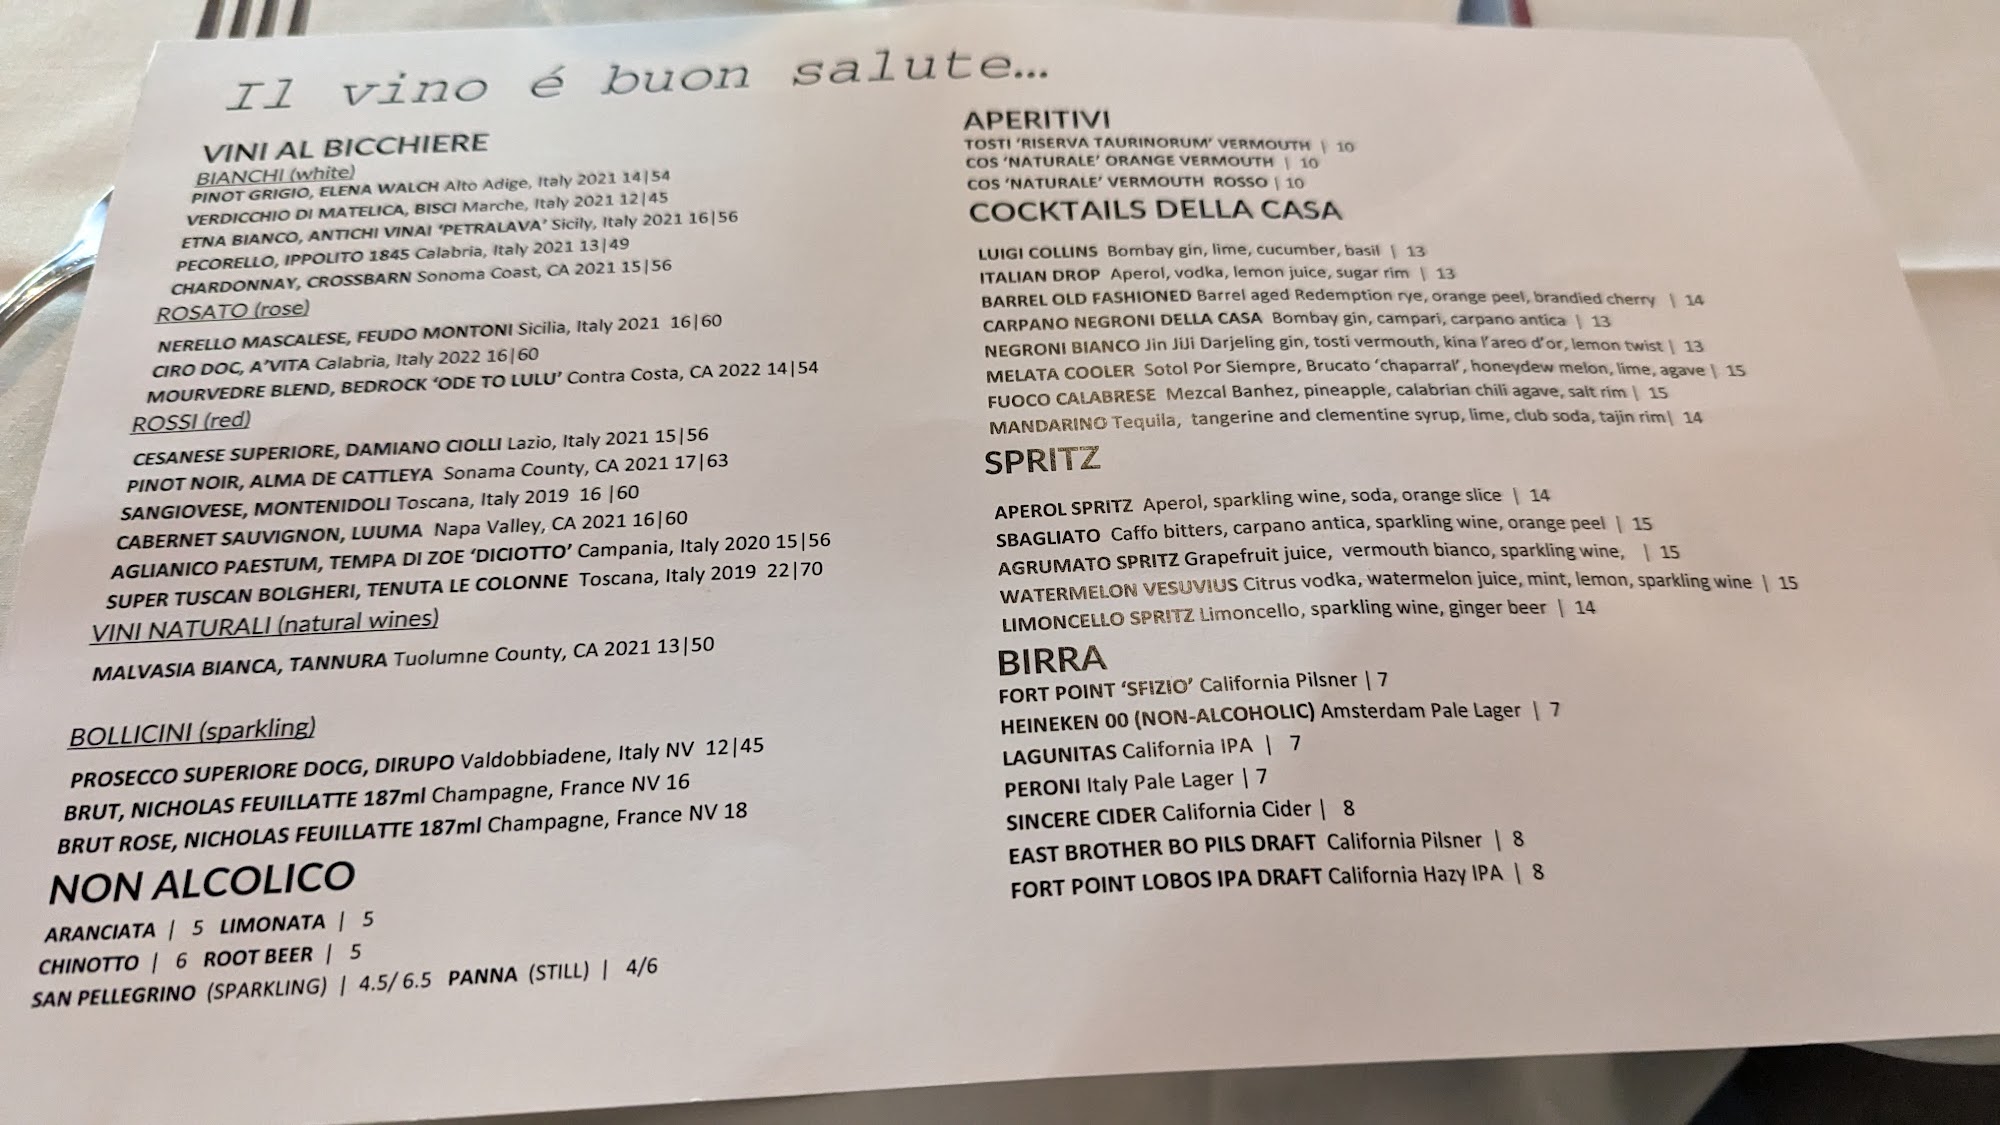 Il vino é buon salute...
VINI AL BICCHIERE
BIANCHI (white)
PINOT GRIGIO, ELENA WALCH Alto Adige, Italy 2021 14|54
VERDICCHIO DI MATELICA, BISCI Marche, Italy 2021 12|45
ETNA BIANCO, ANTICHI VINAI 'PETRALAVA' Sicily, Italy 2021 16|56
PECORELLO, IPPOLITO 1845 Calabria, Italy 2021 13|49
CHARDONNAY, CROSSBARN Sonoma Coast, CA 2021 15|56
ROSATO (rose)
NERELLO MASCALESE, FEUDO MONTONI Sicilia, Italy 2021 16|60
CIRO DOC, A'VITA Calabria, Italy 2022 16|60
MOURVEDRE BLEND, BEDROCK 'ODE TO LULU' Contra Costa, CA 2022 14|54
ROSSI (red)
CESANESE SUPERIORE, DAMIANO CIOLLI Lazio, Italy 2021 15|56
PINOT NOIR, ALMA DE CATTLEYA Sonama County, CA 2021 17|63
SANGIOVESE, MONTENIDOLI Toscana, Italy 2019 16 |60
CABERNET SAUVIGNON, LUUMA Napa Valley, CA 2021 16|60
AGLIANICO PAESTUM, TEMPA DI ZOE 'DICIOTTO' Campania, Italy 2020 15|56
SUPER TUSCAN BOLGHERI, TENUTA LE COLONNE Toscana, Italy 2019 22|70
VINI NATURALI (natural wines)
MALVASIA BIANCA, TANNURA Tuolumne County, CA 2021 13|50
BOLLICINI (sparkling)
PROSECCO SUPERIORE DOCG, DIRUPO Valdobbiadene, Italy NV 12|45
BRUT, NICHOLAS FEUILLATTE 187ml Champagne, France NV 16
BRUT ROSE, NICHOLAS FEUILLATTE 187ml Champagne, France NV 18
NON ALCOLICO
ARANCIATA | 5 LIMONATA | 5
CHINOTTO | 6 ROOT BEER | 5
SAN PELLEGRINO (SPARKLING) | 4.5/ 6.5 PANNA (STILL) | 4/6
APERITIVI
TOSTI 'RISERVA TAURINORUM' VERMOUTH | 10
COS 'NATURALE' ORANGE VERMOUTH | 10
COS 'NATURALE' VERMOUTH ROSSO | 10
COCKTAILS DELLA CASA
LUIGI COLLINS Bombay gin, lime, cucumber, basil | 13
ITALIAN DROP Aperol, vodka, lemon juice, sugar rim | 13
BARREL OLD FASHIONED Barrel aged Redemption rye, orange peel, brandied cherry | 14
CARPANO NEGRONI DELLA CASA Bombay gin, campari, carpano antica | 13
NEGRONI BIANCO Jin JiJi Darjeling gin, tosti vermouth, kina l'areo d'or, lemon twist | 13
MELATA COOLER Sotol Por Siempre, Brucato 'chaparral', honeydew melon, lime, agave | 15
FUOCO CALABRESE Mezcal Banhez, pineapple, calabrian chili agave, salt rim | 15
MANDARINO Tequila, tangerine and clementine syrup, lime, club soda, tajin rim| 14
SPRITZ
APEROL SPRITZ Aperol, sparkling wine, soda, orange slice | 14
SBAGLIATO Caffo bitters, carpano antica, sparkling wine, orange peel | 15
AGRUMATO SPRITZ Grapefruit juice, vermouth bianco, sparkling wine, | 15
WATERMELON VESUVIUS Citrus vodka, watermelon juice, mint, lemon, sparkling wine | 15
LIMONCELLO SPRITZ Limoncello, sparkling wine, ginger beer | 14
BIRRA
FORT POINT 'SFIZIO' California Pilsner | 7
HEINEKEN 00 (NON-ALCOHOLIC) Amsterdam Pale Lager | 7
LAGUNITAS California IPA | 7
PERONI Italy Pale Lager | 7
SINCERE CIDER California Cider | 8
EAST BROTHER BO PILS DRAFT California Pilsner | 8
FORT POINT LOBOS IPA DRAFT California Hazy IPA | 8